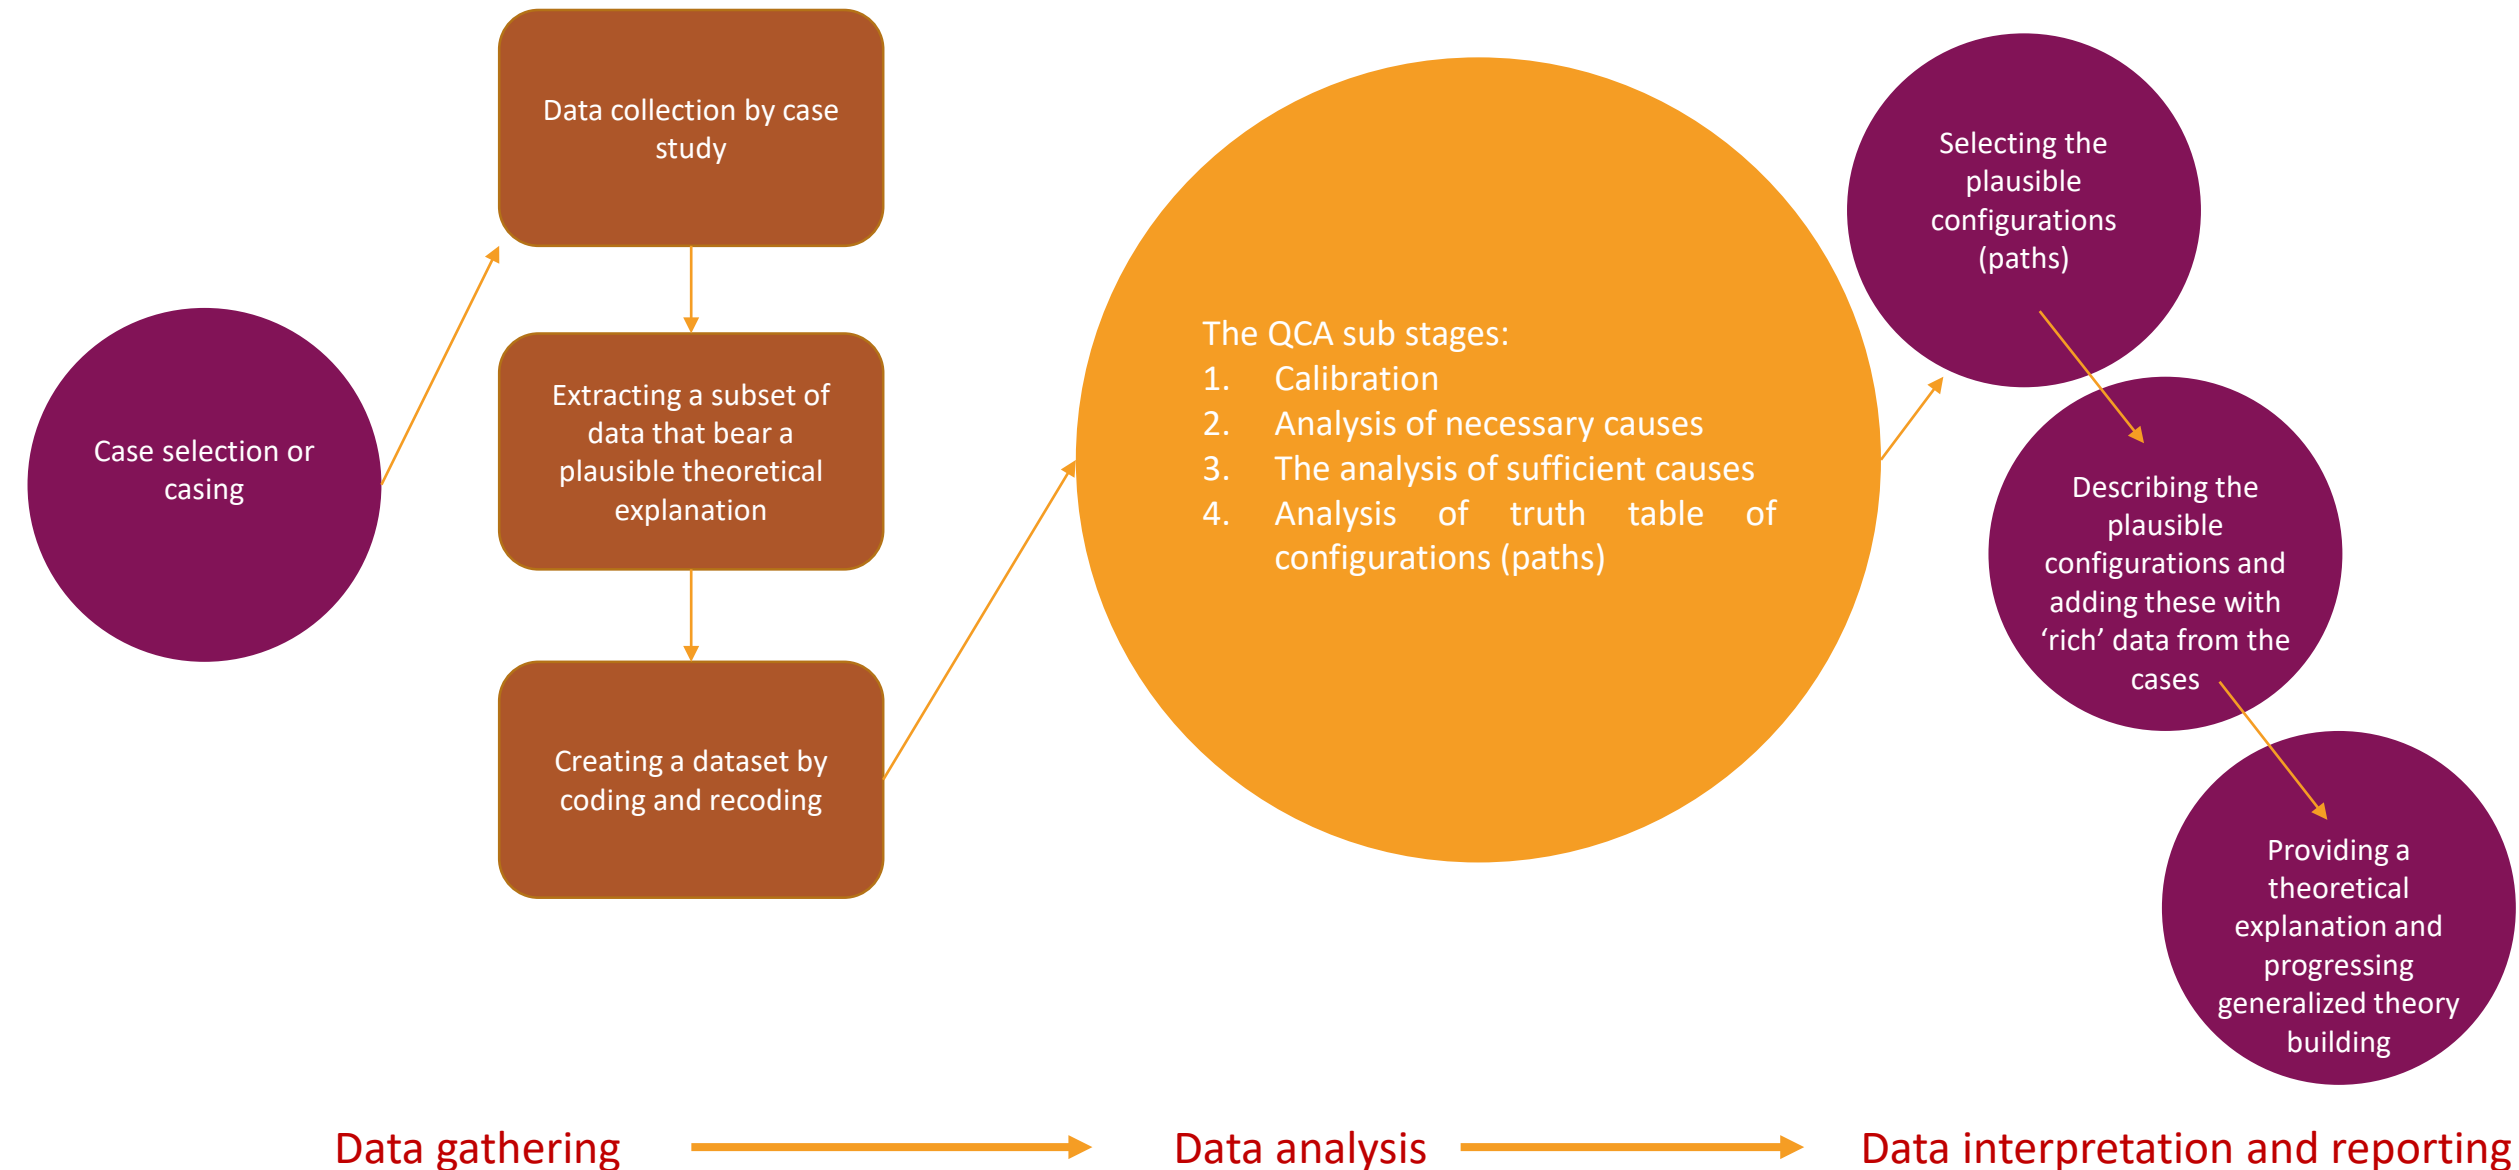 Case selection or
casing
Data collection by case
study
Extracting a subset of
data that bear a
plausible theoretical
explanation
Creating a dataset by
coding and recoding
The QCA sub stages:
1. Calibration
2. Analysis of necessary causes
3. The analysis of sufficient causes
4. Analysis of truth table of
configurations (paths)
Selecting the
plausible
configurations
(paths)
Describing the
plausible
configurations and
adding these with
‘rich’ data from the
cases
Providing a
theoretical
explanation and
progressing
generalized theory
building
Data gathering
Data analysis
Data interpretation and reporting